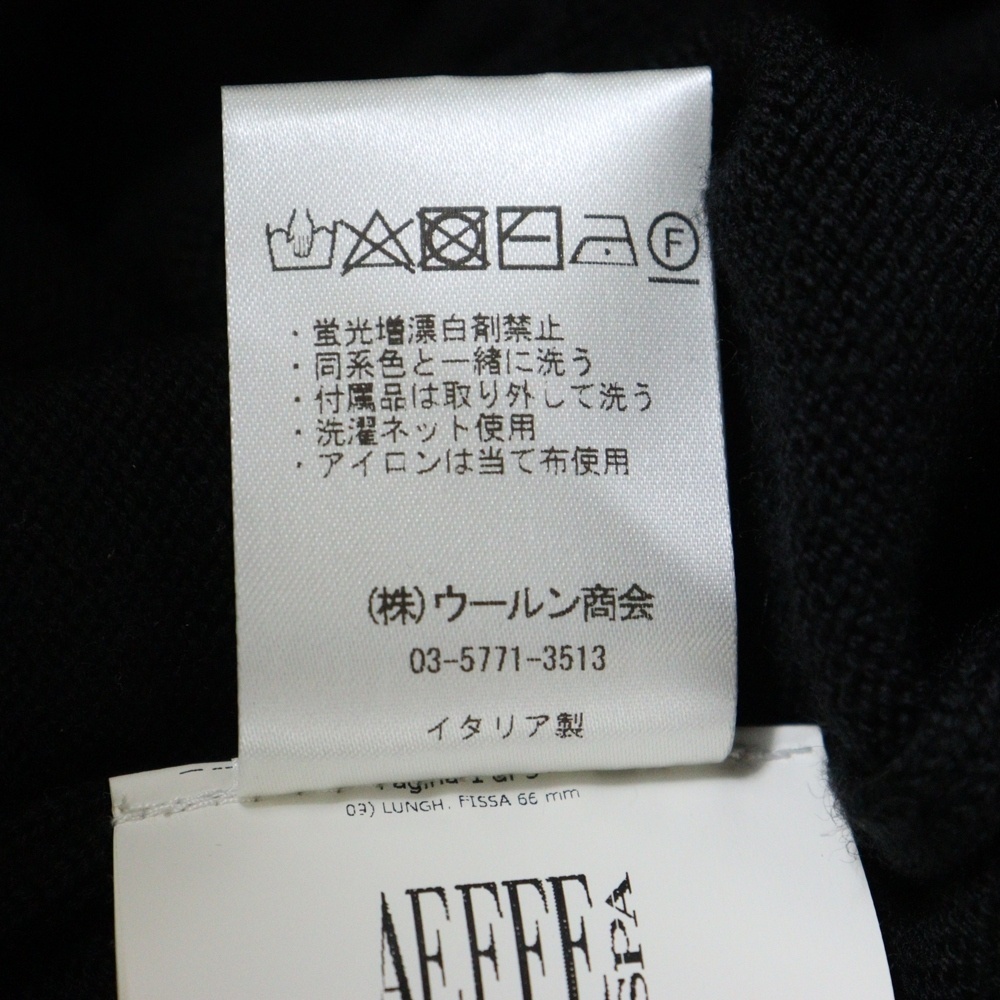 F
・蛍光増漂白剤禁止
・同系色と一緒に洗う
・付属品は取り外して洗う
・洗濯ネット使用
・アイロンは当て布使用
(株)ウールン商会
03-5771-3513
イタリア製
03) LUNGH. FISSA 66 mm
AEFFE SPA